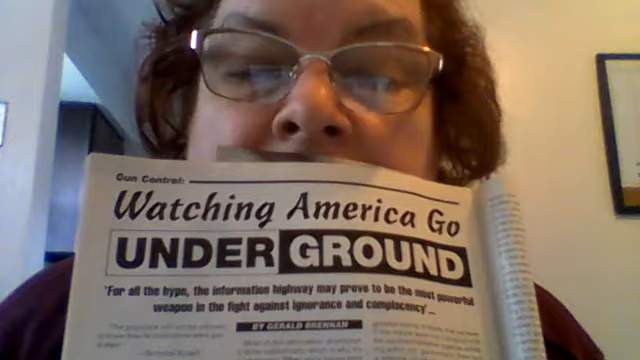 Gun Control:
Watching America Go
UNDERGROUND
'For all the hype, the information highway may prove to be the most powerful
weapon in the fight against ignorance and complacency'...
BY GERALD BRENNAN